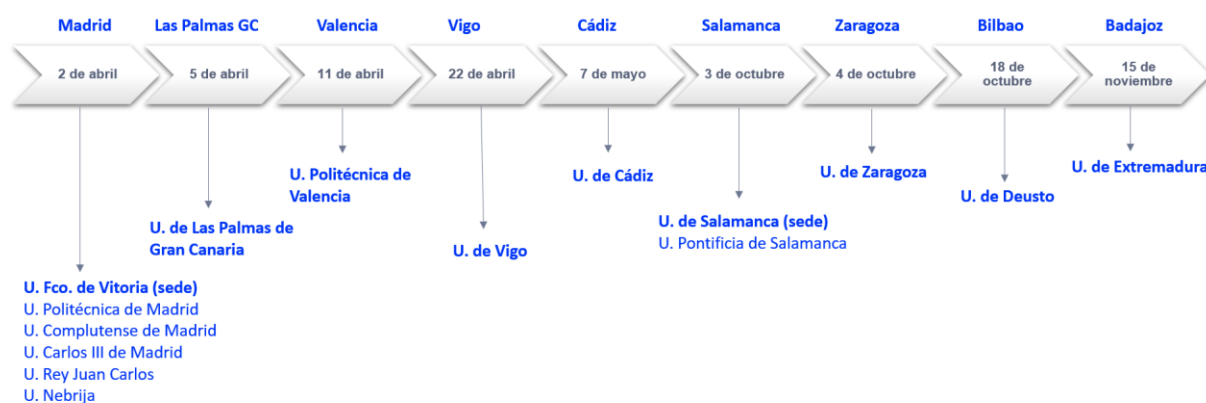 Madrid
Las Palmas GC
Valencia
Vigo
Cádiz
Salamanca
Zaragoza
Bilbao
Badajoz
2 de abril
5 de abril
11 de abril
22 de abril
7 de mayo
3 de octubre
4 de octubre
18 de
octubre
15 de
noviembre
U. Fco. de Vitoria (sede)
U. Politécnica de Madrid
U. Complutense de Madrid
U. Carlos III de Madrid
U. Rey Juan Carlos
U. Nebrija
U. de Las Palmas de
Gran Canaria
U. Politécnica de
Valencia
U. de Vigo
U. de Cádiz
U. de Salamanca (sede)
U. Pontificia de Salamanca
U. de Zaragoza
U. de Deusto
U. de Extremadura